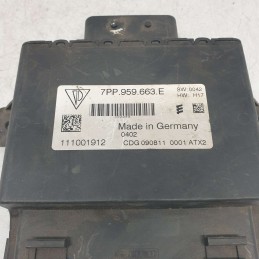 7PP.959.663.E
SW. 0042
HW. H17
Made in Germany
0402
111001912
CDG 090811 0001 ATX2